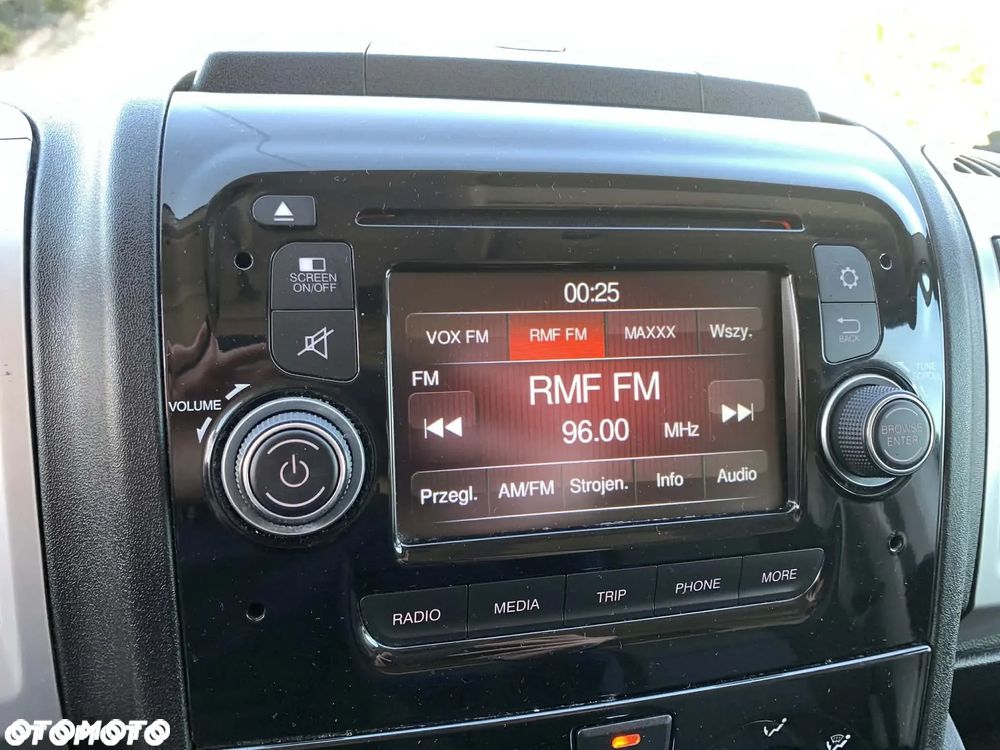 SCREEN
ON/OFF
VOLUME
00:25
VOX FM
RMF FM
MAXXX
Wszy.
FM
RMF FM
96.00 MHz
Przegl.
AM/FM
Strojen.
Info
Audio
BACK
TUNE
SCROLL
BROWSE
ENTER
RADIO
MEDIA
TRIP
PHONE
MORE
OTOMOTO